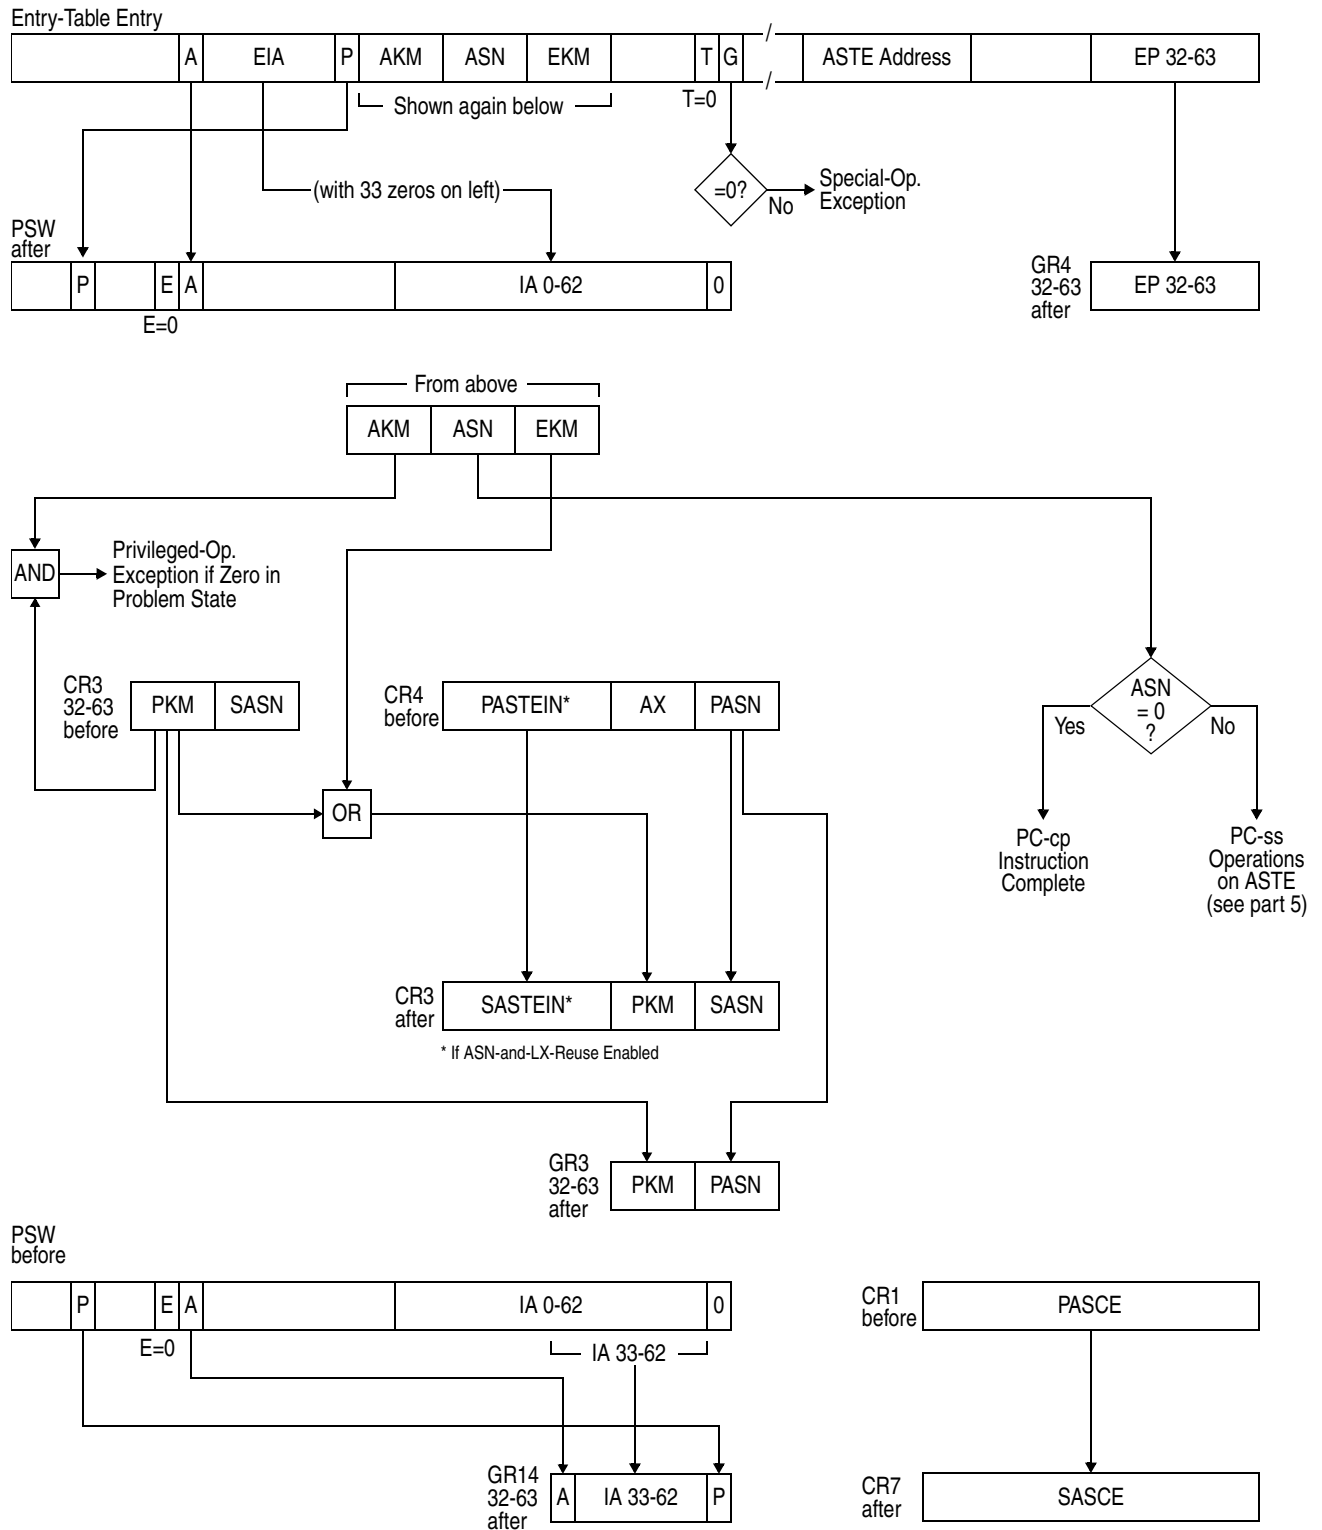 Entry-Table Entry
A EIA P AKM ASN EKM T G / / ASTE Address EP 32-63
Shown again below
T=0
=0?
No
Special-Op.
Exception
(with 33 zeros on left)
PSW
after
P E A IA 0-62 0
E=0
GR4
32-63
after
EP 32-63
From above
AKM ASN EKM
AND
Privileged-Op.
Exception if Zero in
Problem State
CR3
32-63
before
PKM SASN
CR4
before
PASTEIN* AX PASN
ASN
= 0
?
Yes
No
OR
PC-cp
Instruction
Complete
PC-ss
Operations
on ASTE
(see part 5)
CR3
after
SASTEIN* PKM SASN
* If ASN-and-LX-Reuse Enabled
GR3
32-63
after
PKM PASN
PSW
before
P E A IA 0-62 0
E=0
IA 33-62
CR1
before
PASCE
GR14
32-63
after
A IA 33-62 P
CR7
after
SASCE